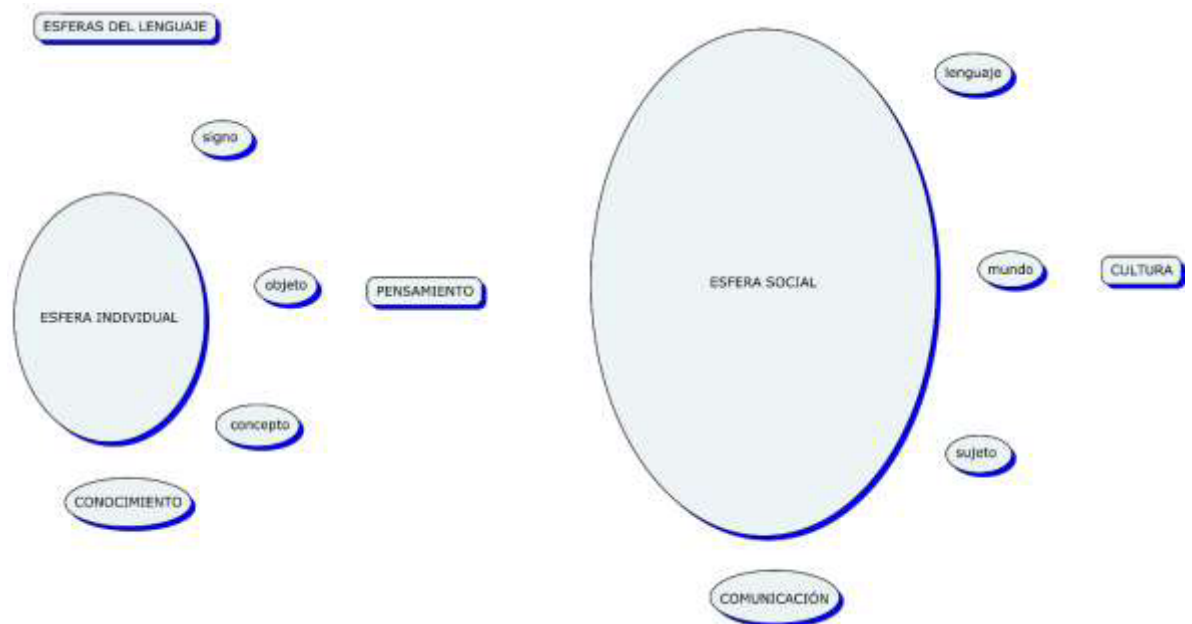 ESFERAS DEL LENGUAJE
signo
objeto
PENSAMIENTO
ESFERA INDIVIDUAL
concepto
CONOCIMIENTO
lenguaje
ESFERA SOCIAL
mundo
CULTURA
sujeto
COMUNICACIÓN